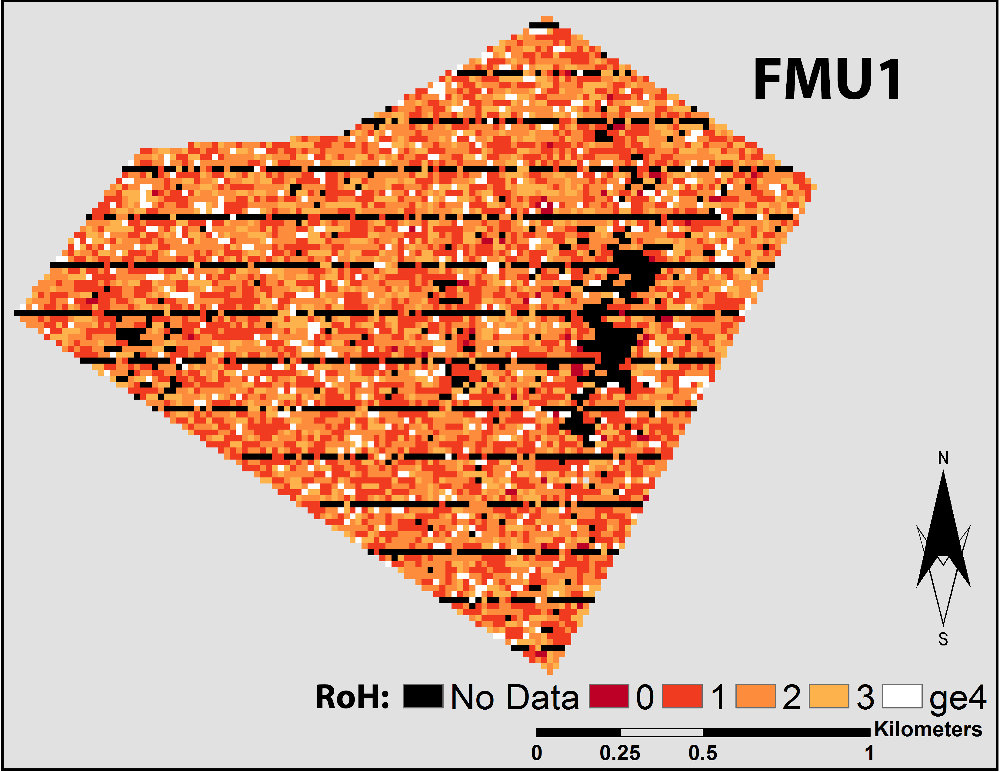 FMU1
N
S
RoH: No Data 0 1 2 3 ge4
Kilometers
0 0.25 0.5 1